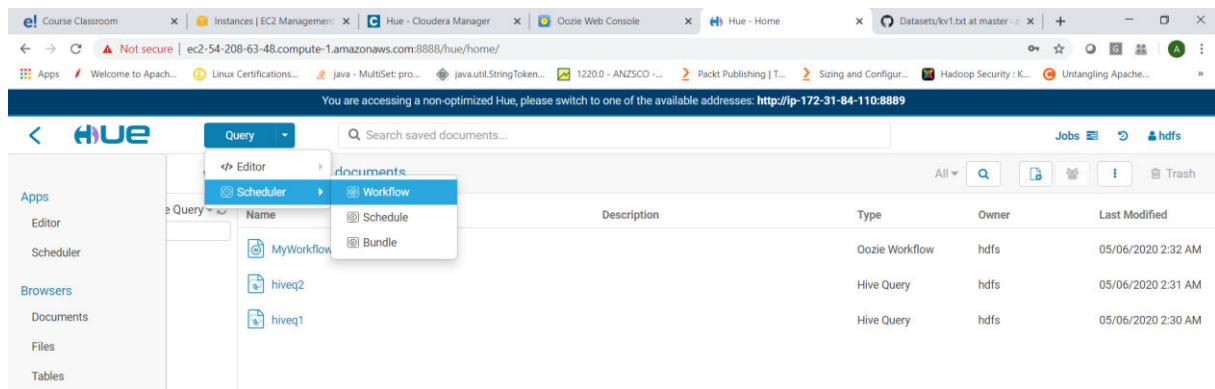 Course Classroom
Instances | EC2 Management
Hue - Cloudera Manager
Oozie Web Console
Hue - Home
Datasets/kv1.txt at master · a
Not secure | ec2-54-208-63-48.compute-1.amazonaws.com:8888/hue/home/
Apps Welcome to Apach... Linux Certifications... java - MultiSet: pro... java.util.StringToken... 1220.0 - ANZSCO -... Packt Publishing | T... Sizing and Configur... Hadoop Security : K... Untangling Apache... »
You are accessing a non-optimized Hue, please switch to one of the available addresses: http://ip-172-31-84-110:8889
HUE Query Search saved documents... Jobs hdfs
Editor documents All Trash
Apps Scheduler Workflow
e Query Name Description Type Owner Last Modified
Editor Schedule
Scheduler MyWorkflow Bundle Oozie Workflow hdfs 05/06/2020 2:32 AM
Browsers hiveq2 Hive Query hdfs 05/06/2020 2:31 AM
Documents hiveq1 Hive Query hdfs 05/06/2020 2:30 AM
Files
Tables